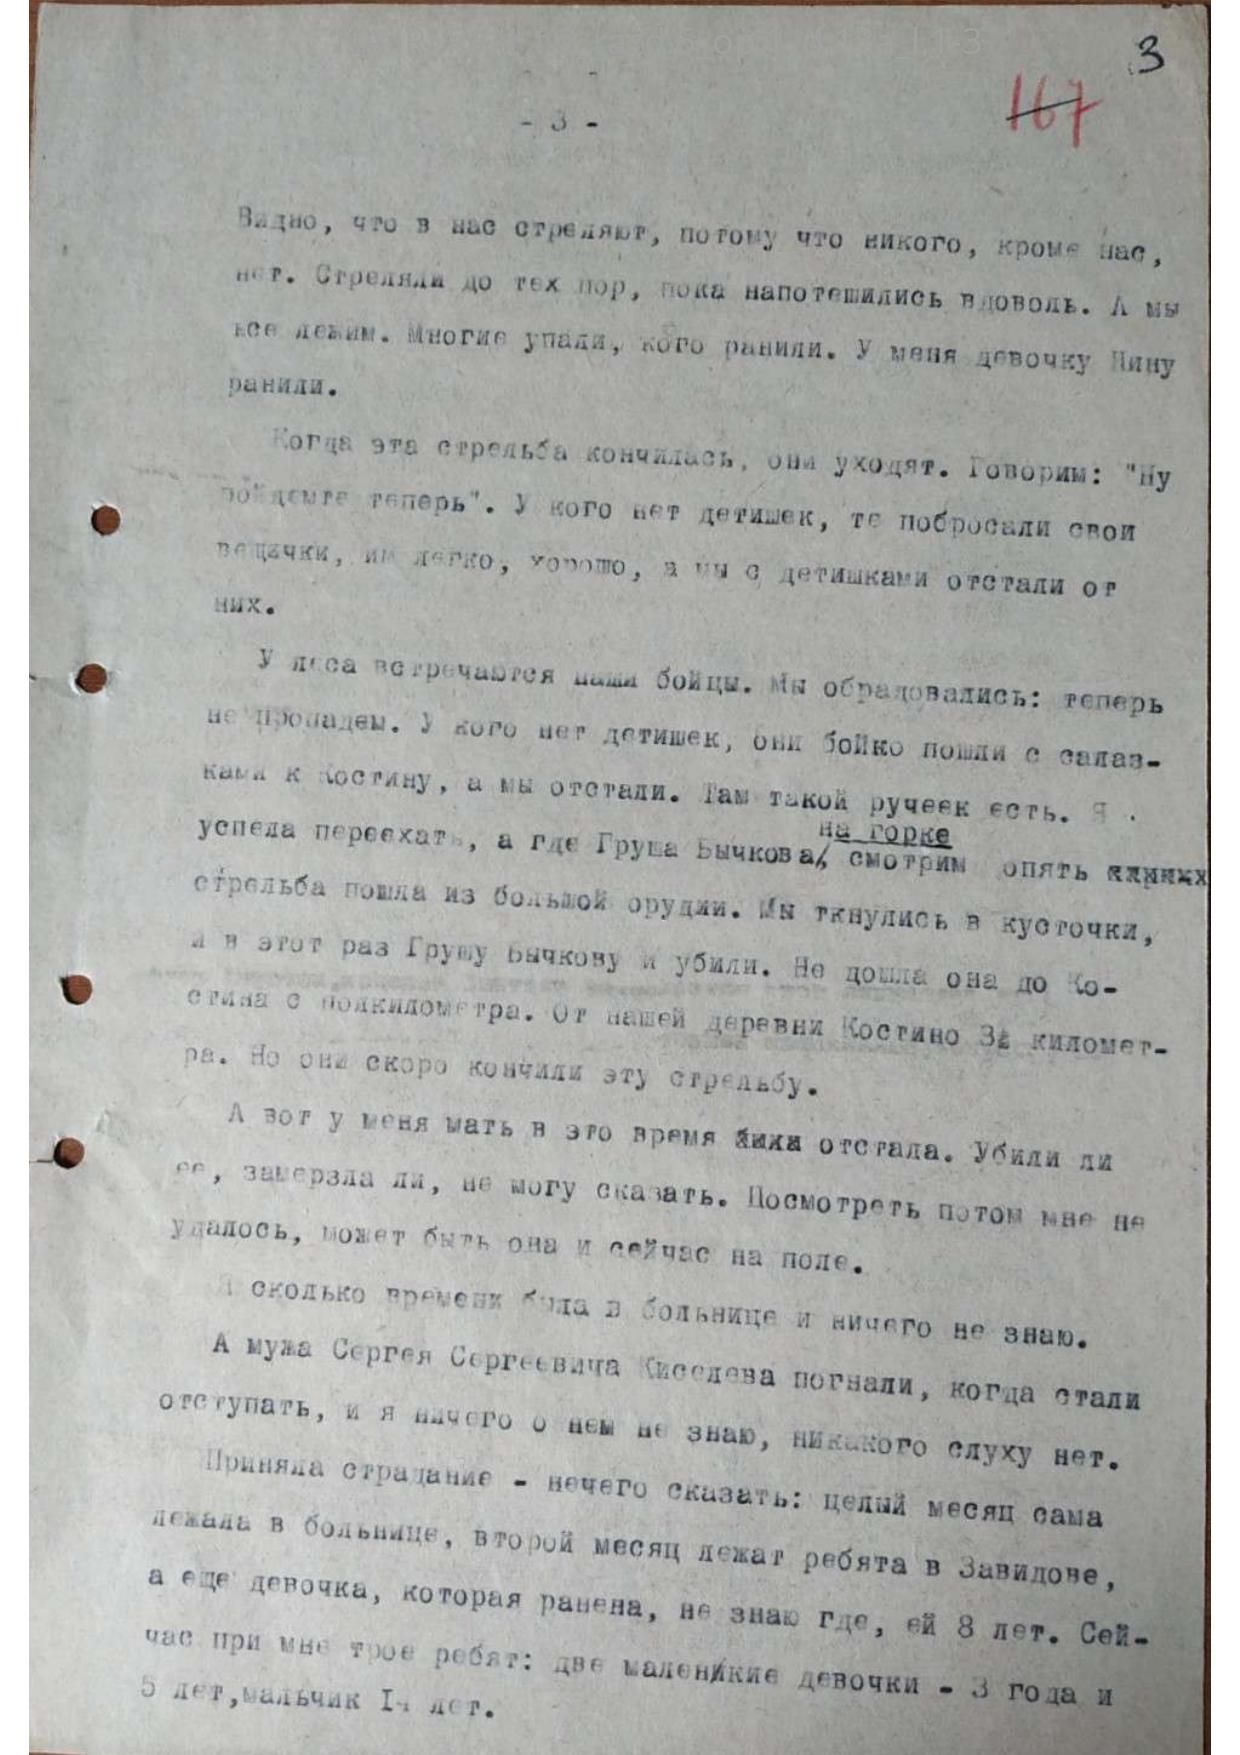 3
167
- 3 -
Видно, что в нас стреляют, потому что никого, кроме нас,
нет. Стреляли до тех пор, пока напотешились вдоволь. А мы
все лежим. Многие упали, кого ранили. У меня девочку Нину
ранили.
Когда эта стрельба кончилась, они уходят. Говорим: "Ну
пойдемте теперь". У кого нет детишек, те побросали свои
вещички, им легко, хорошо, а мы с детишками отстали от
них.
У леса встречаются наши бойцы. Мы обрадовались: теперь
не пропадем. У кого нет детишек, они бойко пошли с салаз-
ками к Костину, а мы отстали. Там такой ручеек есть. Я
на горке
успела переехать, а где Груша Бычкова, смотрим опять
стрельба пошла из большой орудии. Мы ткнулись в кусточки,
и в этот раз Грушу Бычкову и убили. Не дошла она до Ко-
стина с полкилометра. От нашей деревни Костино 3 километ-
ра. Но они скоро кончили эту стрельбу.
А вот у меня мать в это время отстала. Убили ли
ее, замерзла ли, не могу сказать. Посмотреть потом мне не
удалось, может быть она и сейчас на поле.
Я сколько времени была в больнице и ничего не знаю.
А мужа Сергея Сергеевича Киселева погнали, когда стали
отступать, и я ничего о нем не знаю, никакого слуху нет.
Приняла страдание - нечего сказать: целый месяц сама
лежала в больнице, второй месяц лежат ребята в Завидове,
а еще девочка, которая ранена, не знаю где, ей 8 лет. Сей-
час при мне трое ребят: две маленькие девочки - 3 года и
5 лет, мальчик лет.